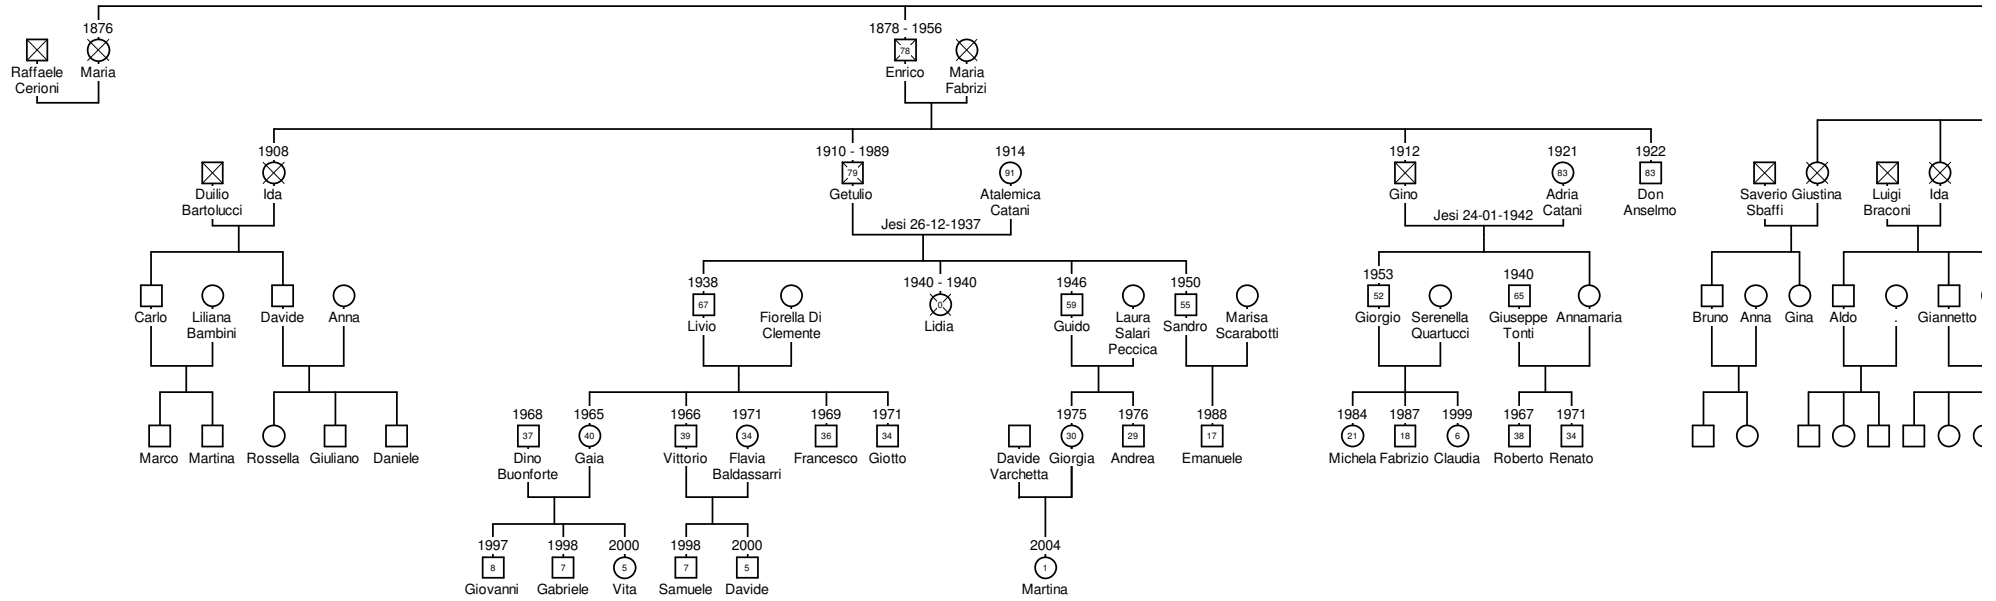 1876
1878 - 1956
78
Raffaele
Cerioni
Maria
Enrico
Maria
Fabrizi
1908
1910 - 1989
1914
1912
1921
1922
79
91
83
83
Duilio
Bartolucci
Ida
Getulio
Atalemica
Catani
Gino
Adria
Catani
Don
Anselmo
Saverio
Sbaffi
Giustina
Luigi
Braconi
Ida
Jesi 26-12-1937
Jesi 24-01-1942
1938
1940 - 1940
1946
1950
1953
1940
67
0
59
55
52
65
Carlo
Liliana
Bambini
Davide
Anna
Livio
Fiorella Di
Clemente
Lidia
Guido
Laura
Salari
Peccica
Sandro
Marisa
Scarabotti
Giorgio
Serenella
Quartucci
Giuseppe
Tonti
Annamaria
Bruno
Anna
Gina
Aldo
.
Giannetto
1968
1965
1966
1971
1969
1971
1975
1976
1988
1984
1987
1999
1967
1971
37
40
39
34
36
34
30
29
17
21
18
6
38
34
Marco
Martina
Rossella
Giuliano
Daniele
Dino
Buonforte
Gaia
Vittorio
Flavia
Baldassarri
Francesco
Giotto
Davide
Varchetta
Giorgia
Andrea
Emanuele
Michela
Fabrizio
Claudia
Roberto
Renato
1997
1998
2000
1998
2000
2004
8
7
5
7
5
1
Giovanni
Gabriele
Vita
Samuele
Davide
Martina